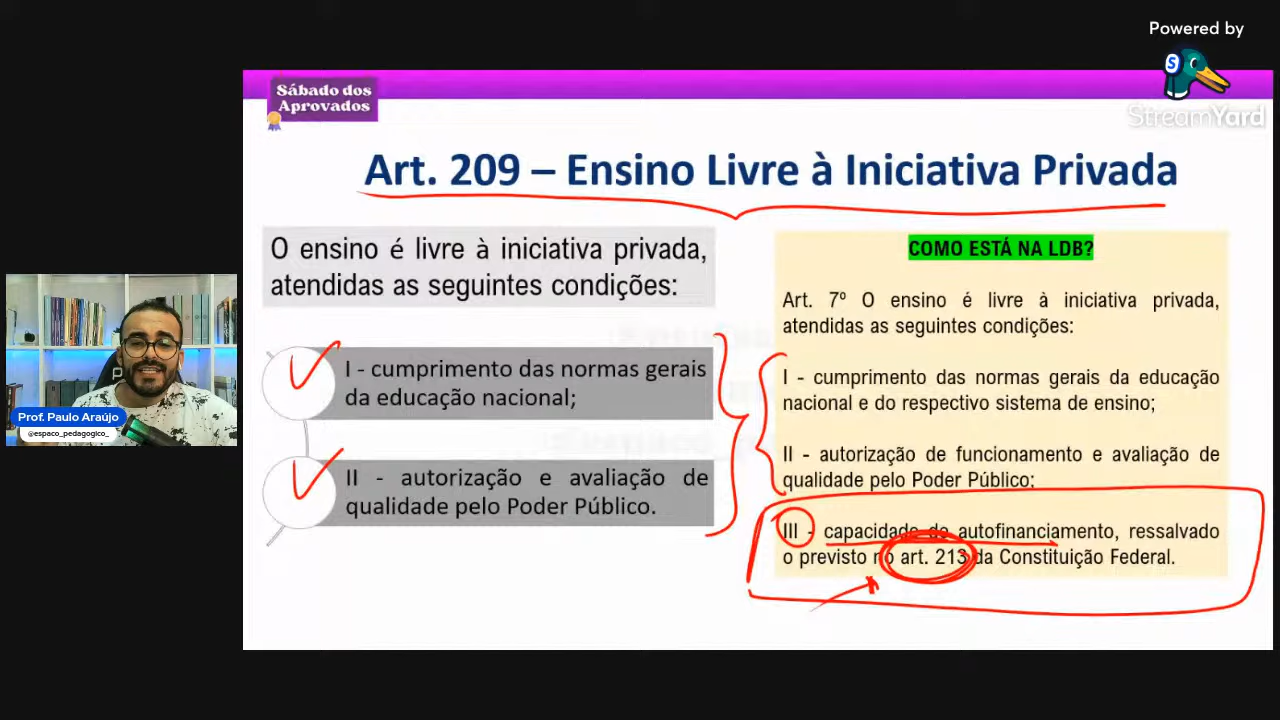 Powered by
S
StreamYard
Sábado dos
Aprovados
Art. 209 – Ensino Livre à Iniciativa Privada
O ensino é livre à iniciativa privada,
atendidas as seguintes condições:
I - cumprimento das normas gerais
da educação nacional;
II - autorização e avaliação de
qualidade pelo Poder Público.
COMO ESTÁ NA LDB?
Art. 7º O ensino é livre à iniciativa privada,
atendidas as seguintes condições:
I - cumprimento das normas gerais da educação
nacional e do respectivo sistema de ensino;
II - autorização de funcionamento e avaliação de
qualidade pelo Poder Público;
III - capacidade de autofinanciamento, ressalvado
o previsto no art. 213 da Constituição Federal.
Prof. Paulo Araújo
@espaco_pedagogico_